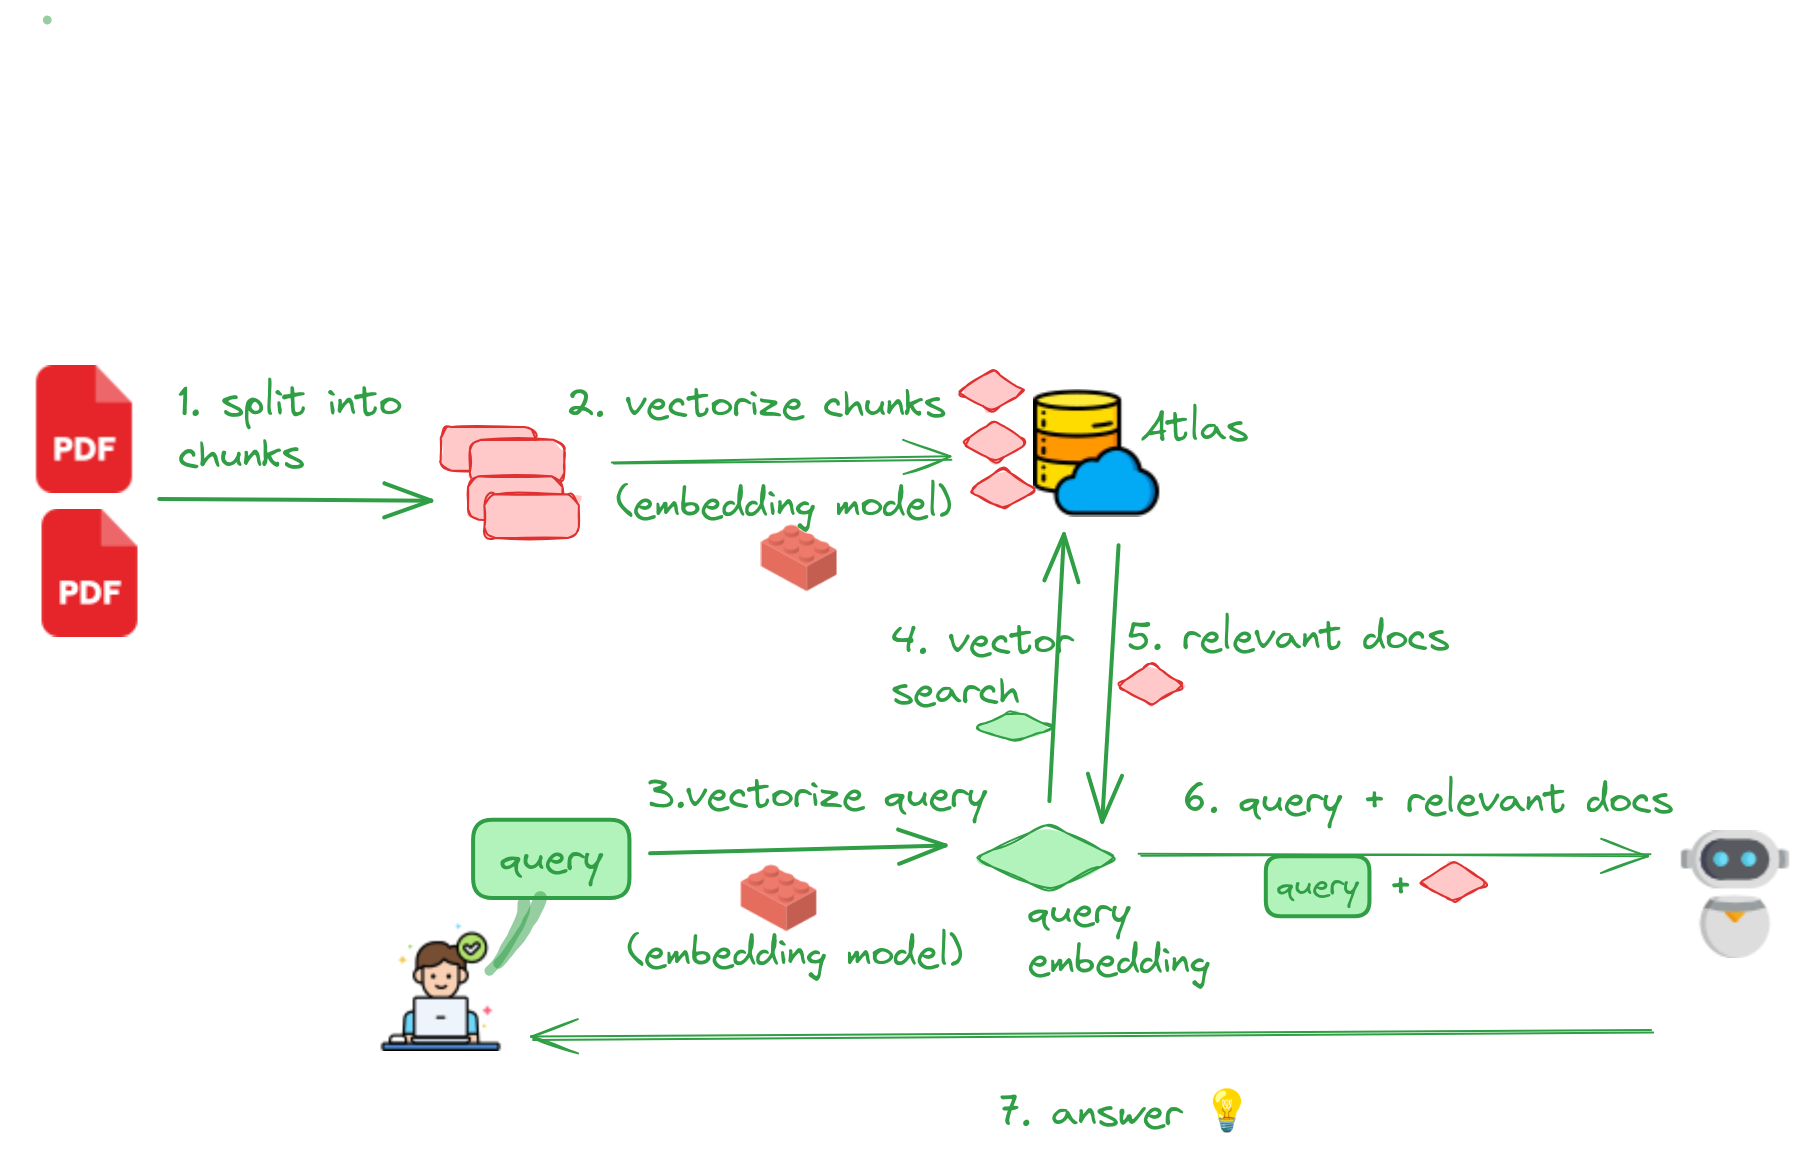 PDF
PDF
1. split into
chunks
2. vectorize chunks
(embedding model)
Atlas
4. vector
search
5. relevant docs
query
3.vectorize query
(embedding model)
query
embedding
6. query + relevant docs
query +
7. answer